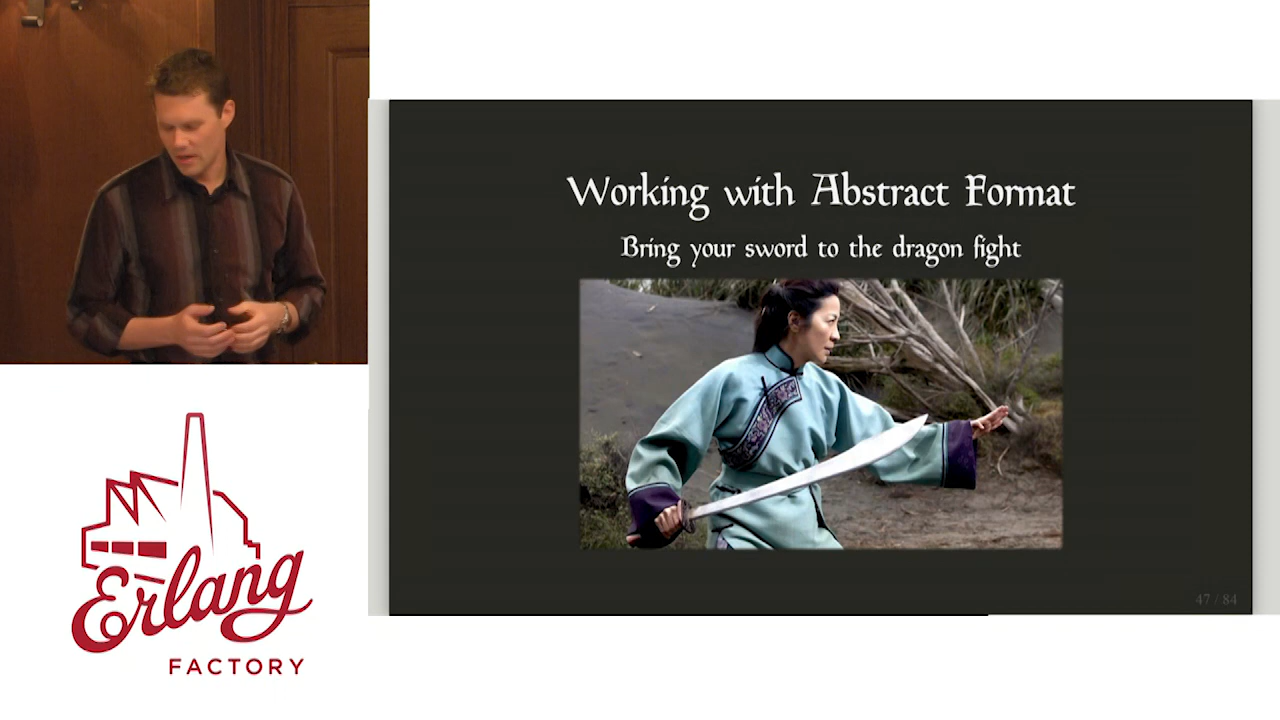 Working with Abstract Format
Bring your sword to the dragon fight
47 / 84
Erlang
FACTORY